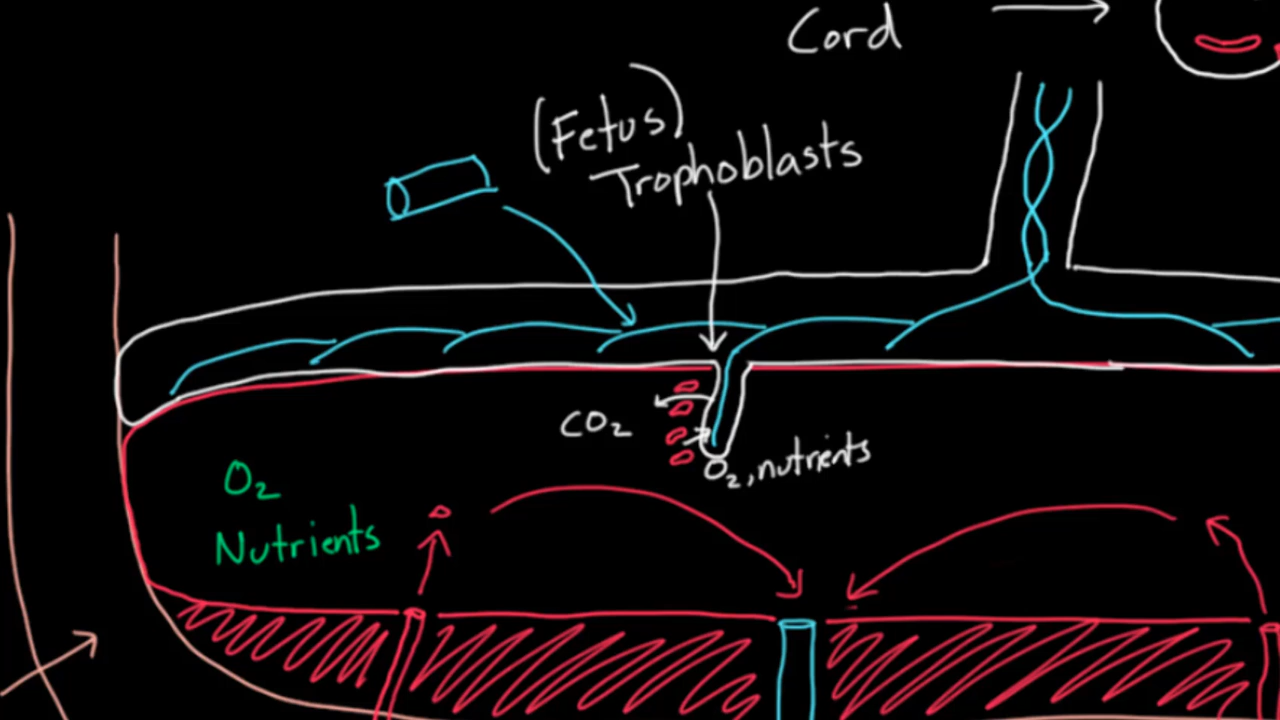 Cord
(Fetus)
Trophoblasts
CO2
O2, nutrients
O2
Nutrients